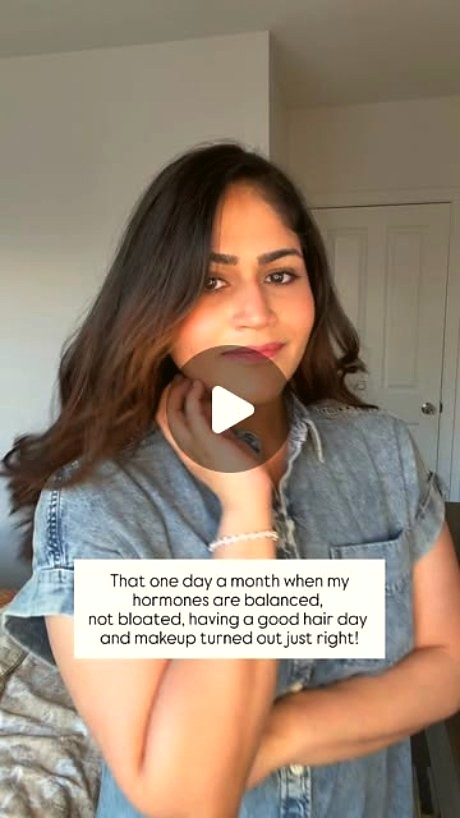 That one day a month when my
hormones are balanced,
not bloated, having a good hair day
and makeup turned out just right!